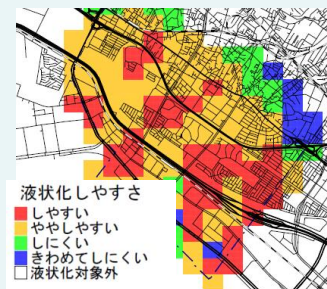 液状化しやすさ
しやすい
ややしやすい
しにくい
きわめてしにくい
液状化対象外